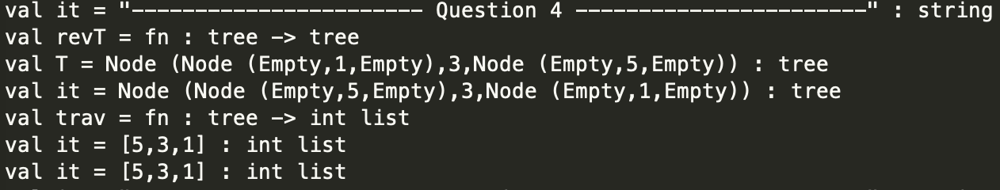 val it = "----------------------- Question 4 -----------------------" : string
val revT = fn : tree -> tree
val T = Node (Node (Empty,1,Empty),3,Node (Empty,5,Empty)) : tree
val it = Node (Node (Empty,5,Empty),3,Node (Empty,1,Empty)) : tree
val trav = fn : tree -> int list
val it = [5,3,1] : int list
val it = [5,3,1] : int list